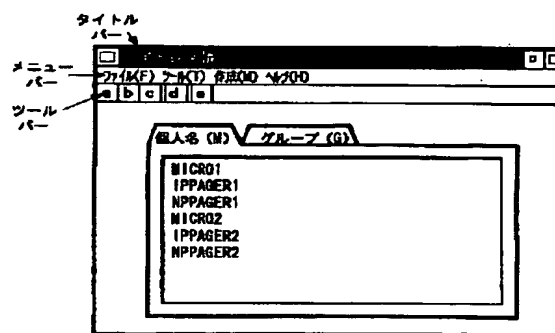 タイトル
バー
メニュー
バー
ファイル(F) ツール(T) 作成(M) ヘルプ(H)
ツール
バー
a b c d e
個人名 (M) グループ (G)
MICRO1
IPPAGER1
NPPAGER1
MICRO2
IPPAGER2
NPPAGER2